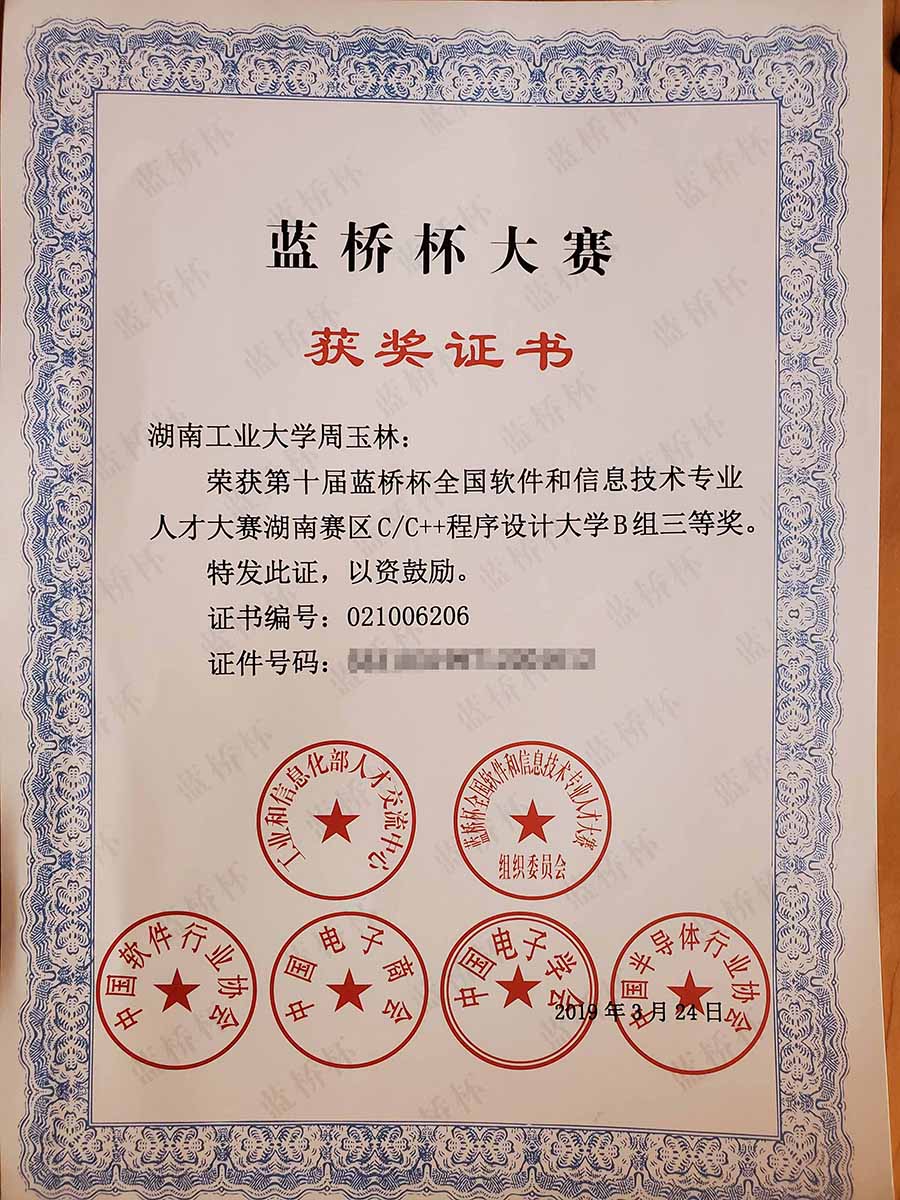 蓝桥杯大赛
获奖证书
湖南工业大学周玉林：
荣获第十届蓝桥杯全国软件和信息技术专业
人才大赛湖南赛区C/C++程序设计大学B组三等奖。
特发此证，以资鼓励。
证书编号：021006206
证件号码：
工业和信息化部人才交流中心
蓝桥杯全国软件和信息技术专业人才大赛
组织委员会
中国软件行业协会
中国电子商会
中国电子学会
中国半导体行业协会
2019年3月24日
蓝桥杯